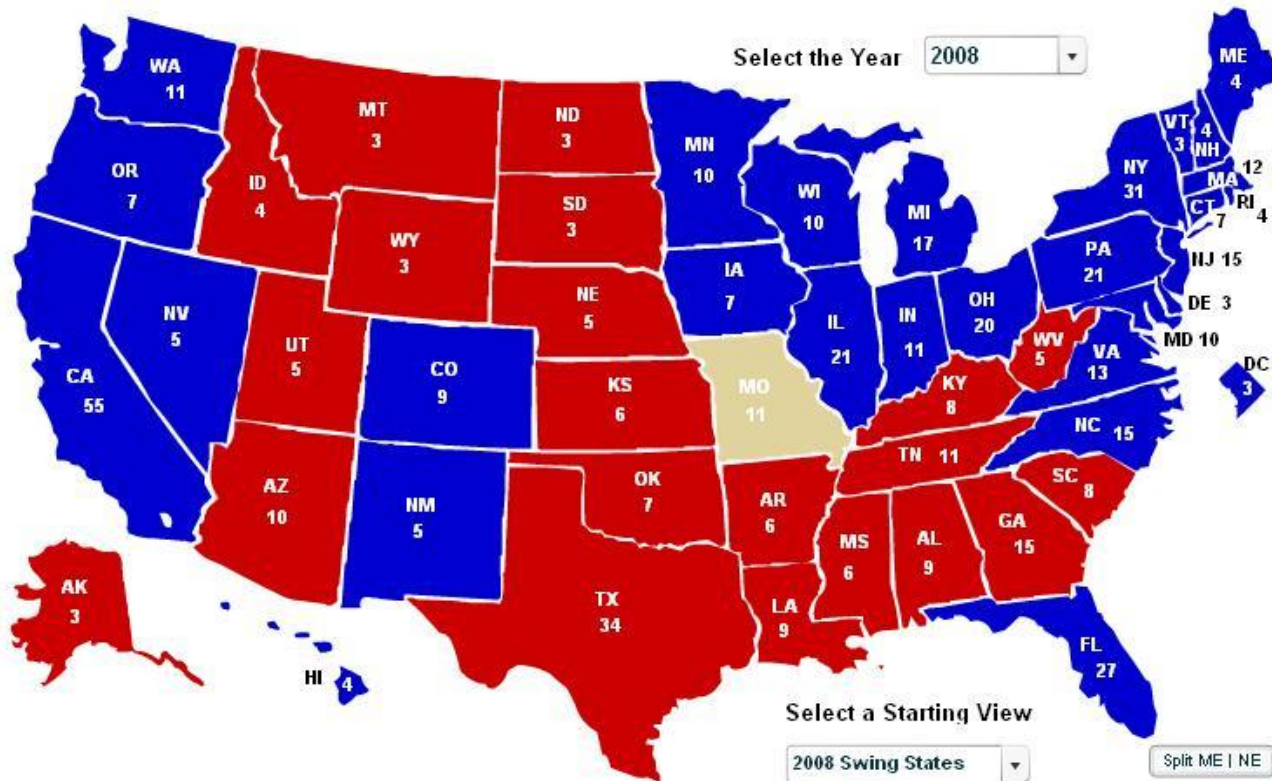 Select the Year 2008
WA
11
OR
7
CA
55
NV
5
ID
4
MT
3
WY
3
UT
5
AZ
10
CO
9
NM
5
ND
3
SD
3
NE
5
KS
6
OK
7
TX
34
MN
10
IA
7
MO
11
AR
6
LA
9
WI
10
IL
21
MI
17
IN
11
OH
20
KY
8
TN 11
MS
6
AL
9
GA
15
FL
27
SC
8
NC 15
VA
13
WV
5
PA
21
NY
31
VT
3
4
NH
ME
4
12
MA
RI
4
CT
7
NJ 15
DE 3
MD 10
DC
3
AK
3
HI 4
Select a Starting View
2008 Swing States
Split ME | NE